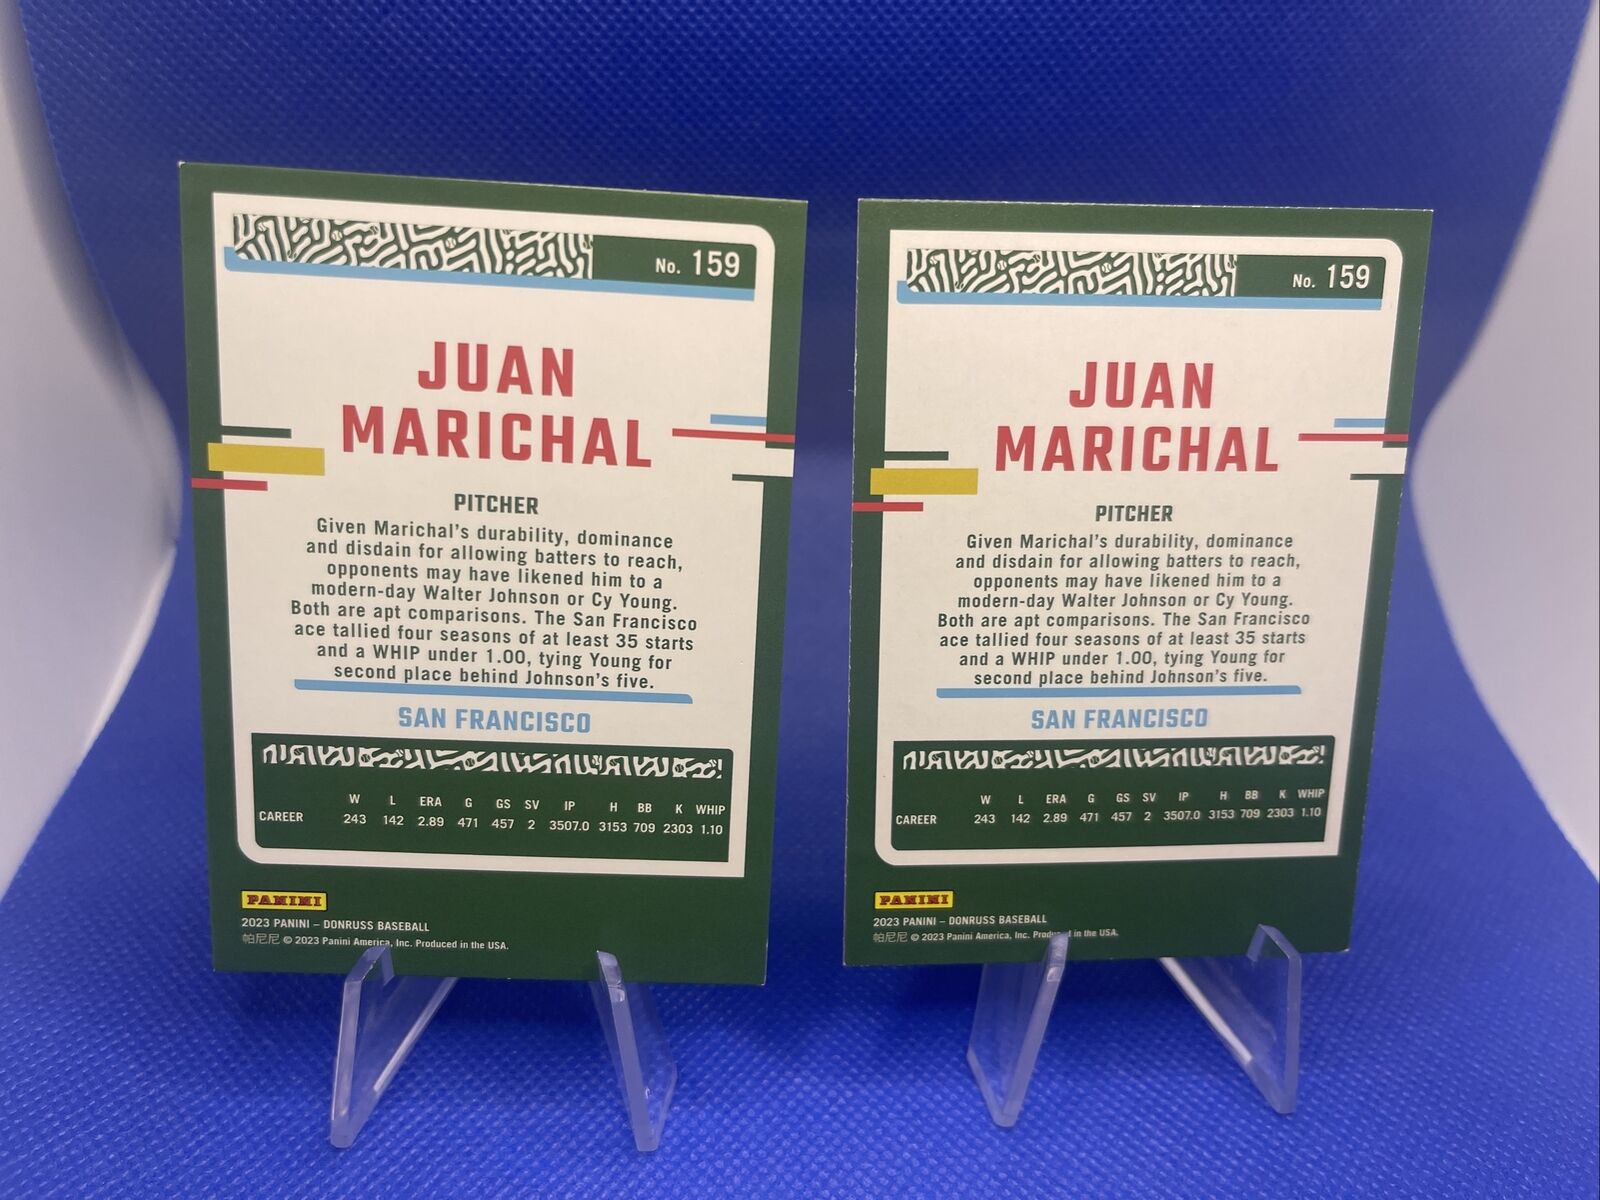 No. 159
JUAN
MARICHAL
PITCHER
Given Marichal's durability, dominance
and disdain for allowing batters to reach,
opponents may have likened him to a
modern-day Walter Johnson or Cy Young.
Both are apt comparisons. The San Francisco
ace tallied four seasons of at least 35 starts
and a WHIP under 1.00, tying Young for
second place behind Johnson's five.
SAN FRANCISCO
W L ERA G GS SV IP H BB K WHIP
CAREER 243 142 2.89 471 457 2 3507.0 3153 709 2303 1.10
PANINI
2023 PANINI – DONRUSS BASEBALL
帕尼尼 © 2023 Panini America, Inc. Produced in the USA.
No. 159
JUAN
MARICHAL
PITCHER
Given Marichal's durability, dominance
and disdain for allowing batters to reach,
opponents may have likened him to a
modern-day Walter Johnson or Cy Young.
Both are apt comparisons. The San Francisco
ace tallied four seasons of at least 35 starts
and a WHIP under 1.00, tying Young for
second place behind Johnson's five.
SAN FRANCISCO
W L ERA G GS SV IP H BB K WHIP
CAREER 243 142 2.89 471 457 2 3507.0 3153 709 2303 1.10
PANINI
2023 PANINI – DONRUSS BASEBALL
帕尼尼 © 2023 Panini America, Inc. Produced in the USA.